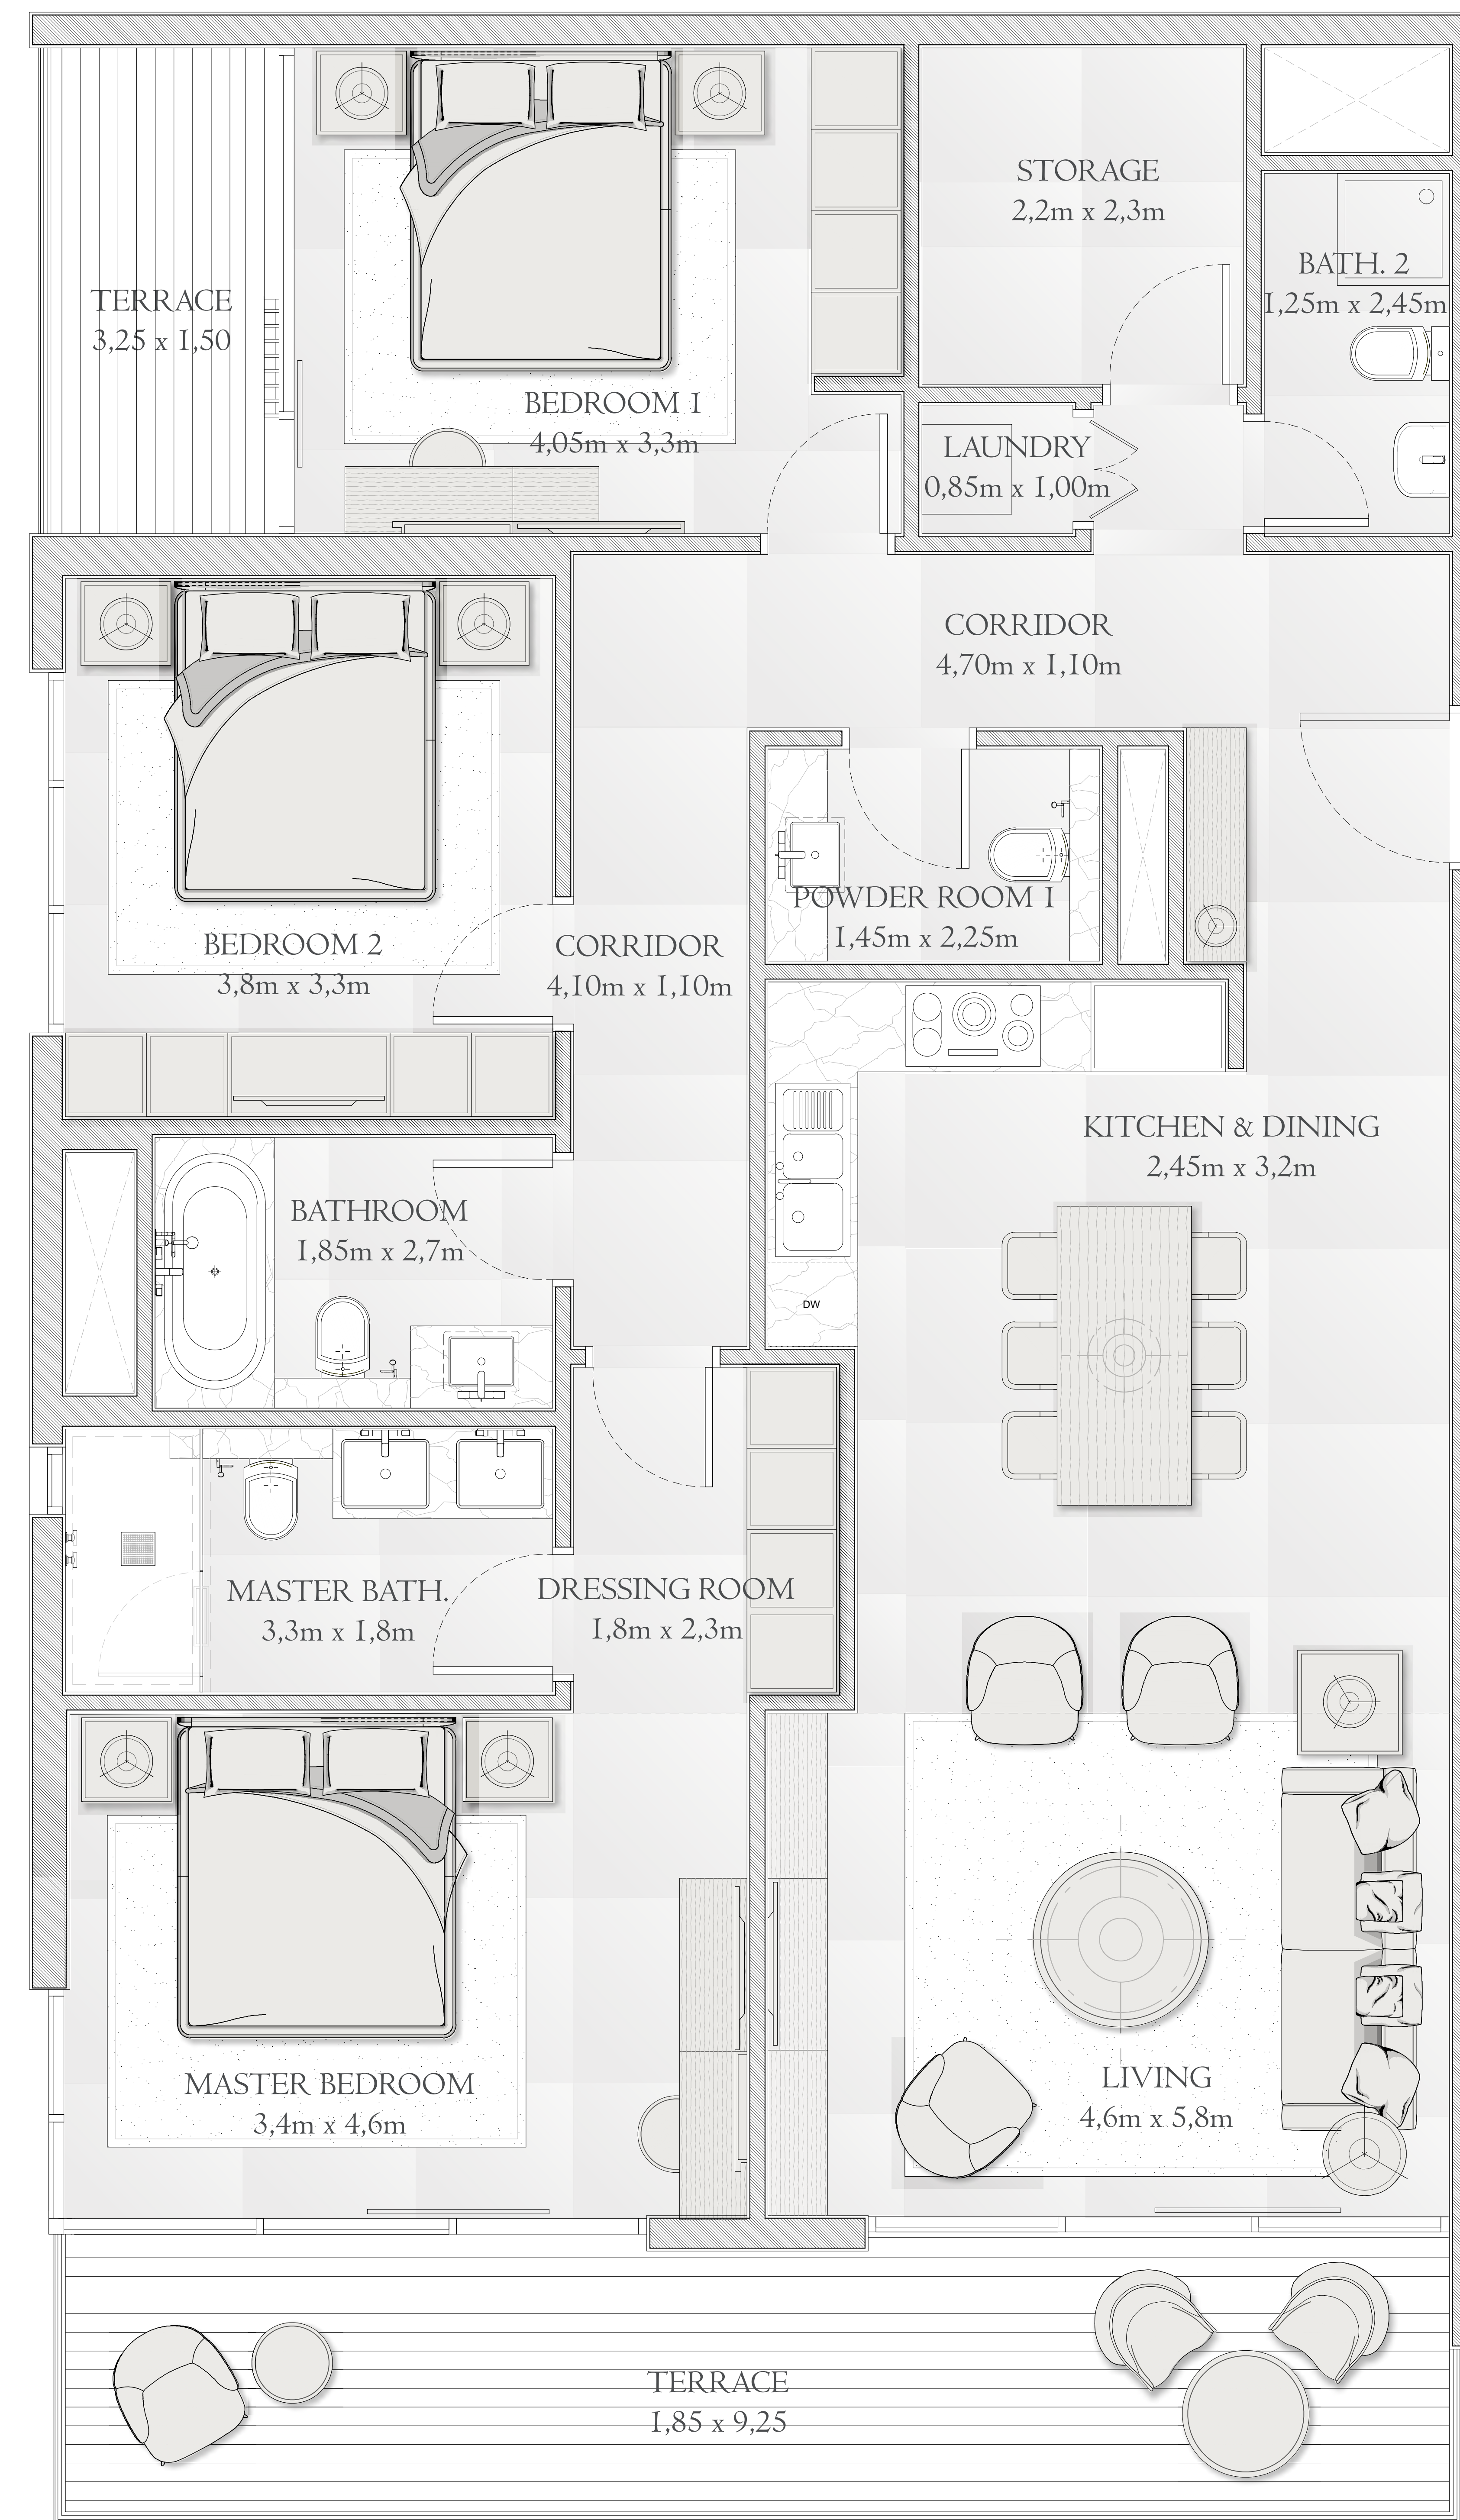 STORAGE
2,2m x 2,3m
BATH. 2
1,25m x 2,45m
TERRACE
3,25 x 1,50
BEDROOM 1
4,05m x 3,3m
LAUNDRY
0,85m x 1,00m
CORRIDOR
4,70m x 1,10m
POWDER ROOM 1
1,45m x 2,25m
BEDROOM 2
3,8m x 3,3m
CORRIDOR
4,10m x 1,10m
KITCHEN & DINING
2,45m x 3,2m
BATHROOM
1,85m x 2,7m
DW
MASTER BATH.
3,3m x 1,8m
DRESSING ROOM
1,8m x 2,3m
MASTER BEDROOM
3,4m x 4,6m
LIVING
4,6m x 5,8m
TERRACE
1,85 x 9,25